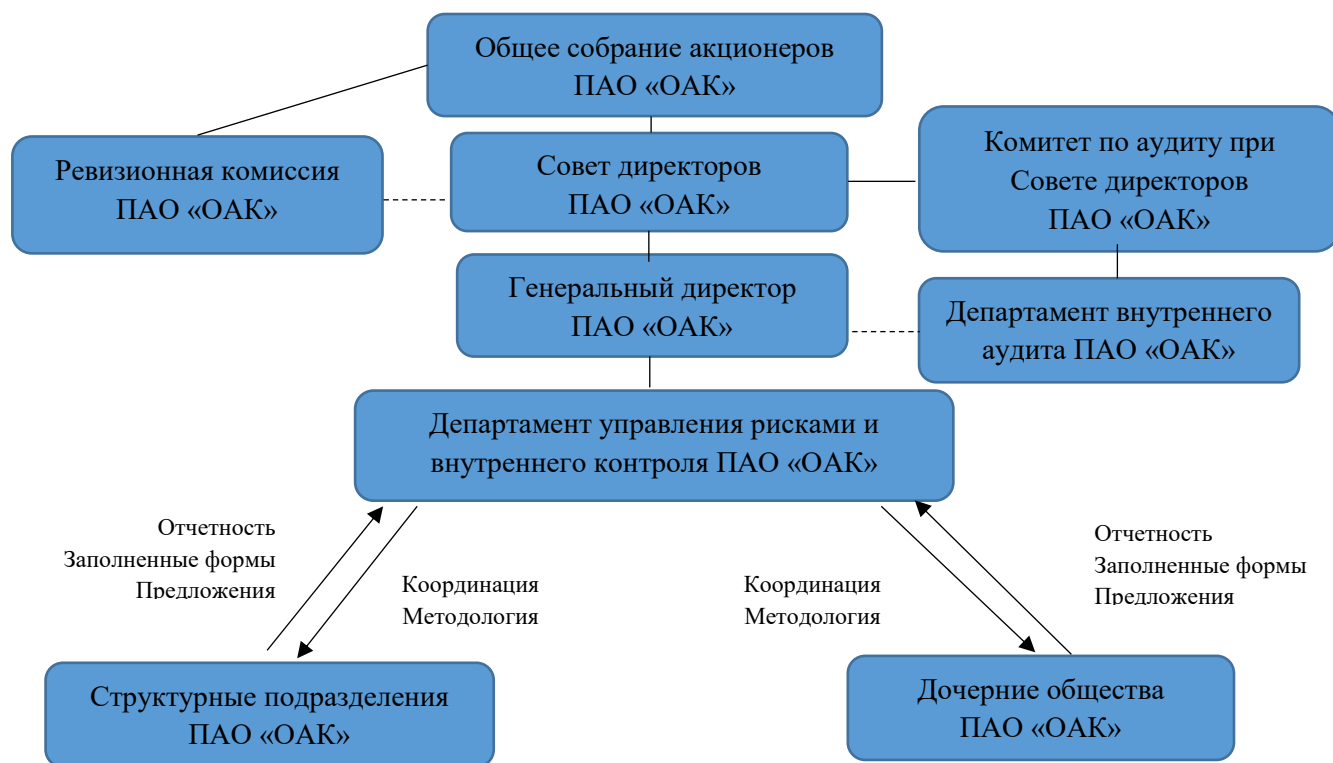 Общее собрание акционеров
ПАО «ОАК»
Ревизионная комиссия
ПАО «ОАК»
Совет директоров
ПАО «ОАК»
Комитет по аудиту при
Совете директоров
ПАО «ОАК»
Генеральный директор
ПАО «ОАК»
Департамент внутреннего
аудита ПАО «ОАК»
Департамент управления рисками и
внутреннего контроля ПАО «ОАК»
Отчетность
Заполненные формы
Предложения
Координация
Методология
Координация
Методология
Отчетность
Заполненные формы
Предложения
Структурные подразделения
ПАО «ОАК»
Дочерние общества
ПАО «ОАК»